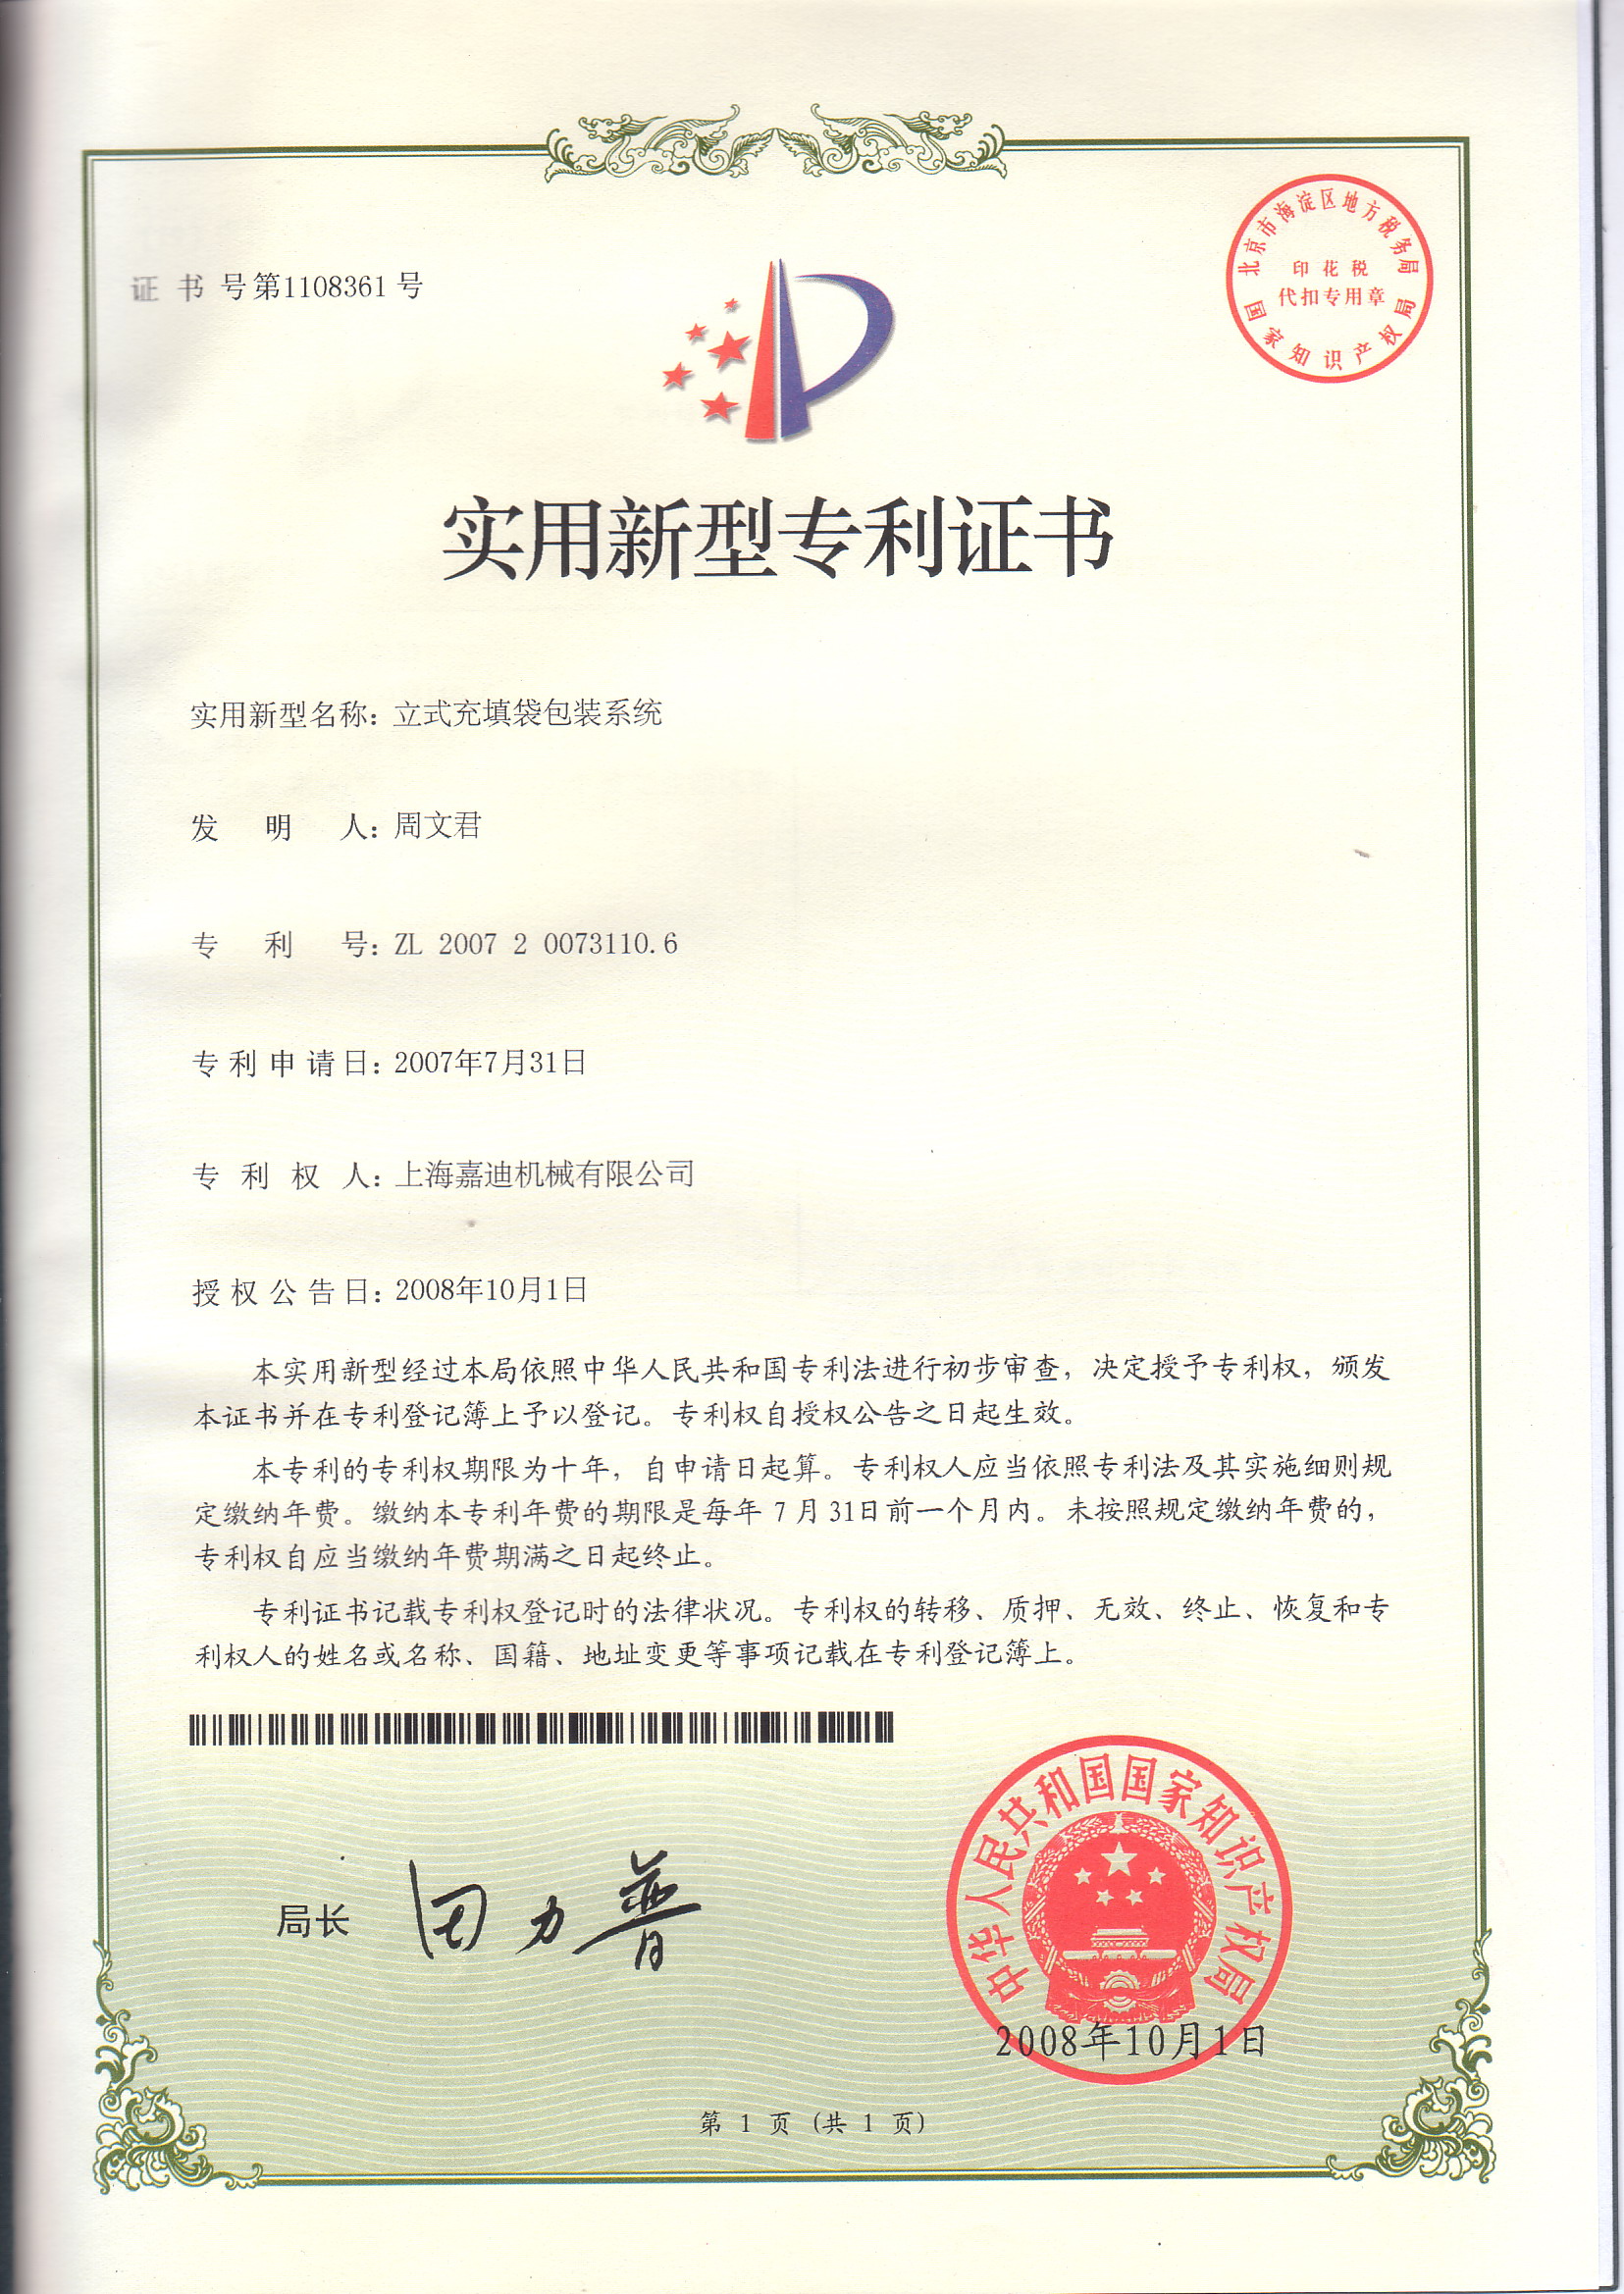 证书号第1108361号
北京市海淀区地方税务局
印花税
代扣专用章
国家知识产权局
实用新型专利证书
实用新型名称：立式充填袋包装系统
发明人：周文君
专利号：ZL 2007 2 0073110.6
专利申请日：2007年7月31日
专利权人：上海嘉迪机械有限公司
授权公告日：2008年10月1日
本实用新型经过本局依照中华人民共和国专利法进行初步审查，决定授予专利权，颁发
本证书并在专利登记簿上予以登记。专利权自授权公告之日起生效。
本专利的专利权期限为十年，自申请日起算。专利权人应当依照专利法及其实施细则规
定缴纳年费。缴纳本专利年费的期限是每年 7 月 31日前一个月内。未按照规定缴纳年费的，
专利权自应当缴纳年费期满之日起终止。
专利证书记载专利权登记时的法律状况。专利权的转移、质押、无效、终止、恢复和专
利权人的姓名或名称、国籍、地址变更等事项记载在专利登记簿上。
局长 田力普
中华人民共和国国家知识产权局
2008年10月1日
第 1 页 (共 1 页)